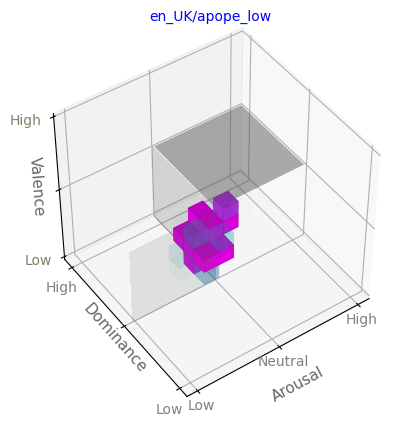 en_UK/apope_low
High
Valence
Low
High
Dominance
Low
Low
Neutral
High
Arousal